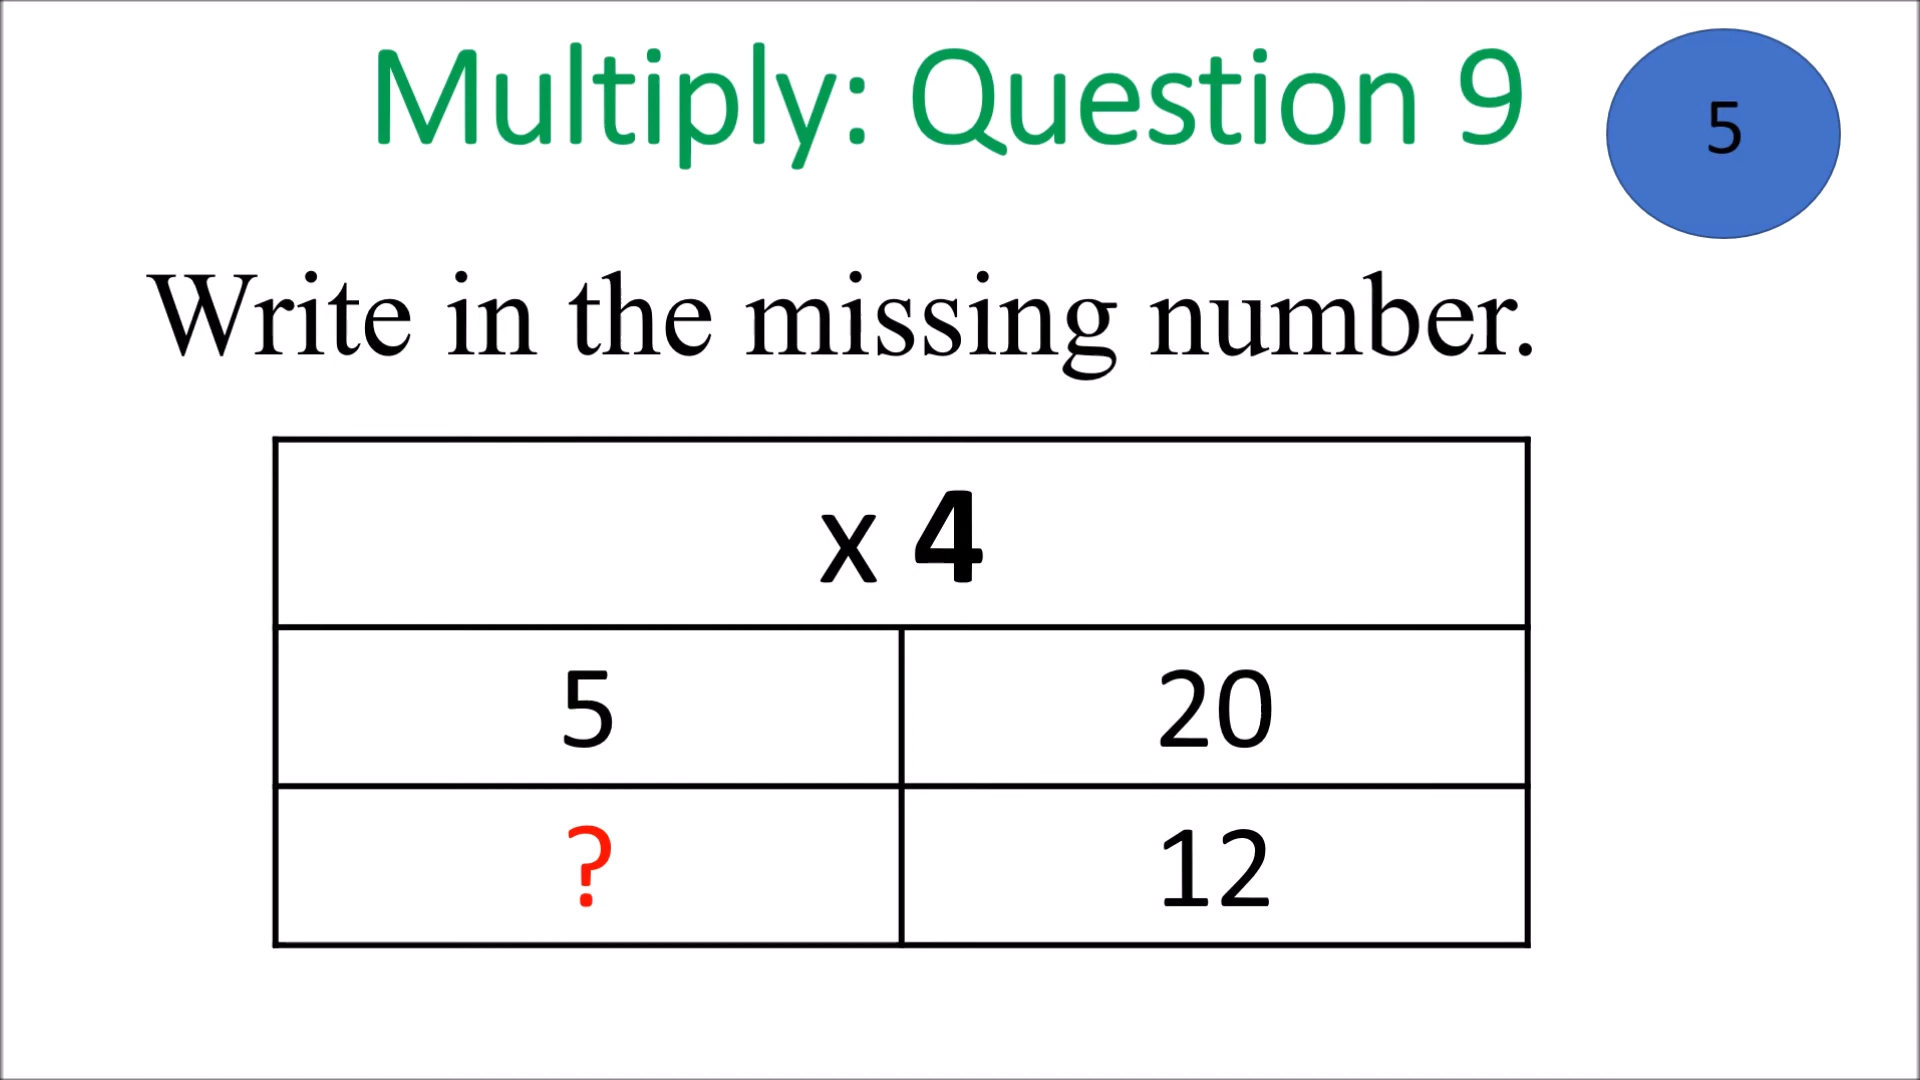 Multiply: Question 9
5
Write in the missing number.
x 4
5 20
? 12